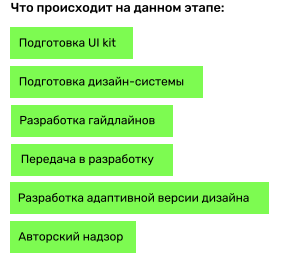 Что происходит на данном этапе:
Подготовка UI kit
Подготовка дизайн-системы
Разработка гайдлайнов
Передача в разработку
Разработка адаптивной версии дизайна
Авторский надзор